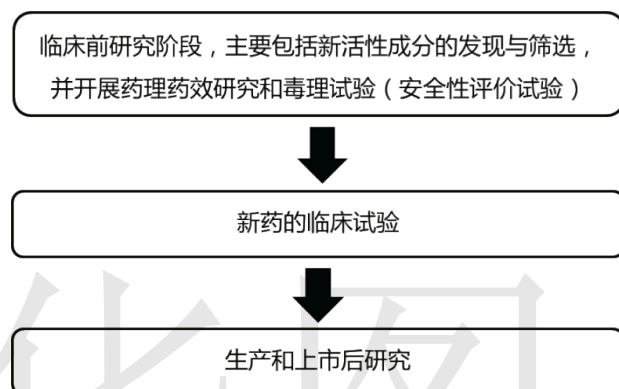 临床前研究阶段，主要包括新活性成分的发现与筛选，
并开展药理药效研究和毒理试验（安全性评价试验）
新药的临床试验
生产和上市后研究